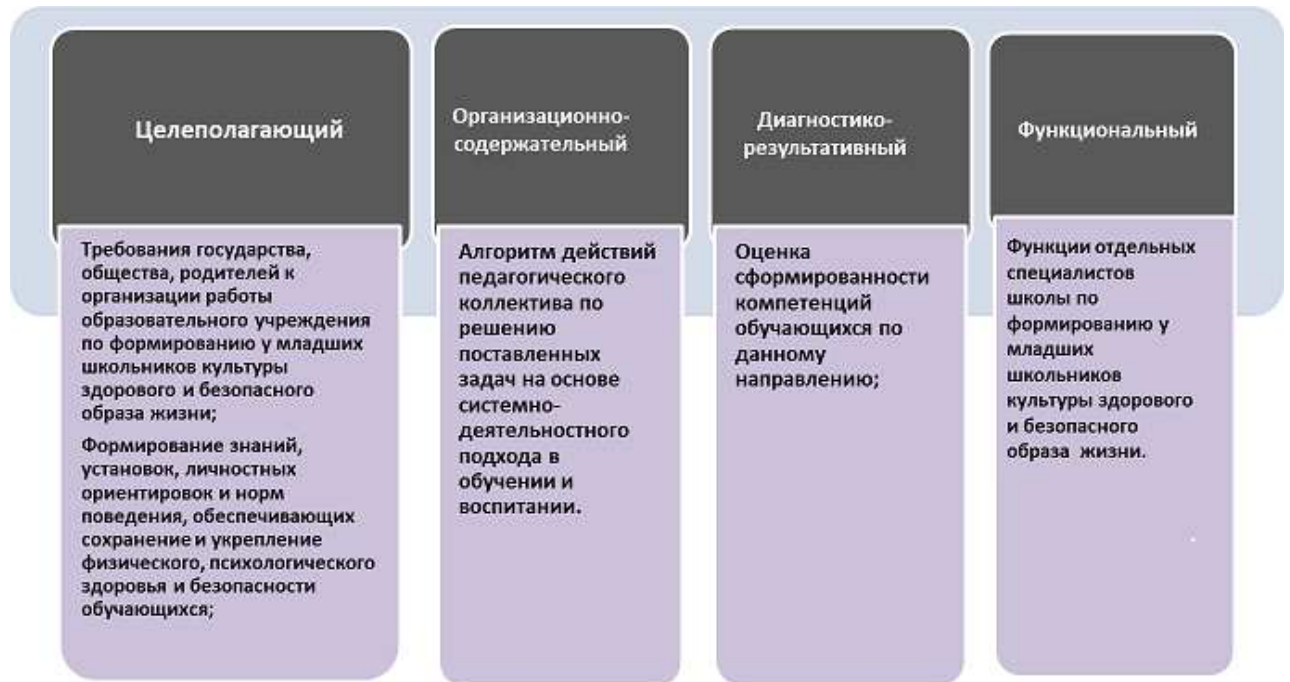 Целеполагающий
Требования государства,
общества, родителей к
организации работы
образовательного учреждения
по формированию у младших
школьников культуры
здорового и безопасного
образа жизни;
Формирование знаний,
установок, личностных
ориентировок и норм
поведения, обеспечивающих
сохранение и укрепление
физического, психологического
здоровья и безопасности
обучающихся;
Организационно-
содержательный
Алгоритм действий
педагогического
коллектива по
решению
поставленных
задач на основе
системно-
деятельностного
подхода в
обучении и
воспитании.
Диагностико-
результативный
Оценка
сформированности
компетенций
обучающихся по
данному
направлению;
Функциональный
Функции отдельных
специалистов
школы по
формированию у
младших
школьников
культуры здорового
и безопасного
образа жизни.